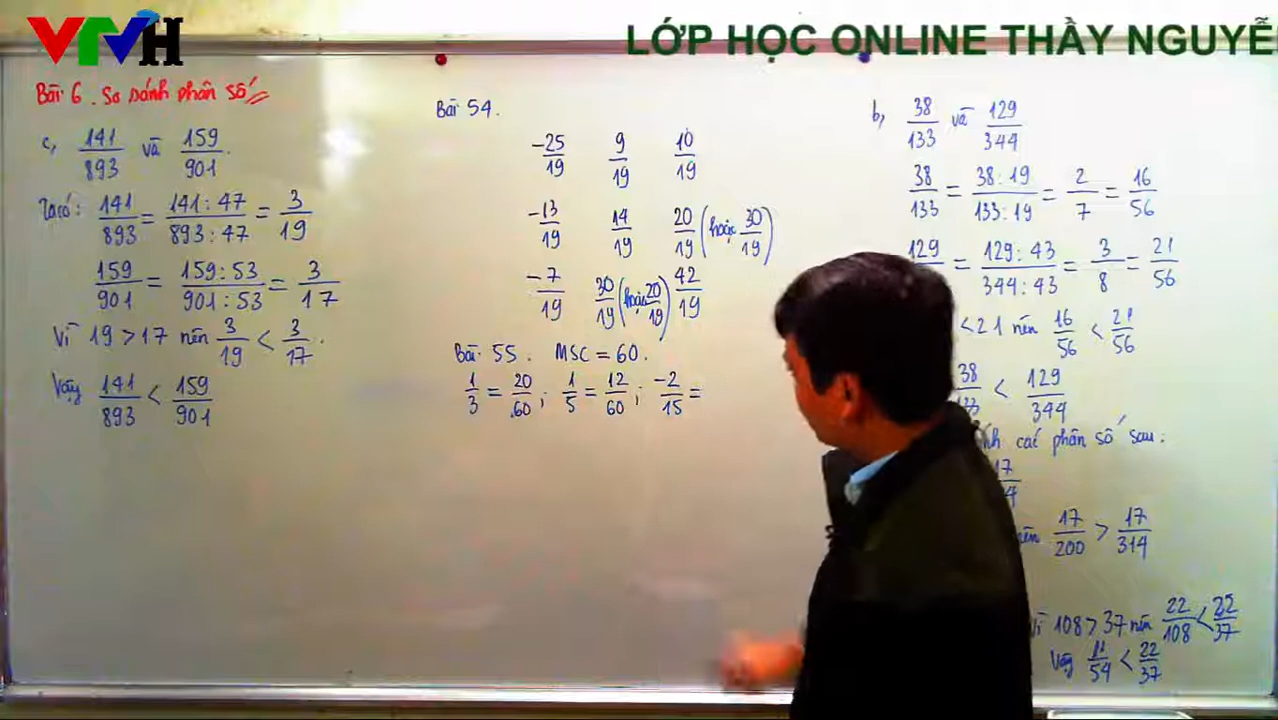 VTVH
LỚP HỌC ONLINE THẦY NGUYỄ
Bài 6. So sánh phân số
c, 141/893 và 159/901.
Ta có: 141/893 = 141:47/893:47 = 3/19
159/901 = 159:53/901:53 = 3/17
Vì 19 > 17 nên 3/19 < 3/17.
Vậy 141/893 < 159/901
Bài 54.
-25/19 9/19 10/19
-13/19 14/19 20/19 (hoặc 30/19)
-7/19 30/19 (hoặc 20/19) 42/19
Bài 55. MSC = 60.
1/3 = 20/60; 1/5 = 12/60; -2/15 =
b, 38/133 và 129/344
38/133 = 38:19/133:19 = 2/7 = 16/56
129/344 = 129:43/344:43 = 3/8 = 21/56
< 21 nên 16/56 < 21/56
38/133 < 129/344
các phân số sau:
17
nên 17/200 > 17/314
Vì 108 > 37 nên 22/108 < 22/37
Vậy 11/54 < 22/37